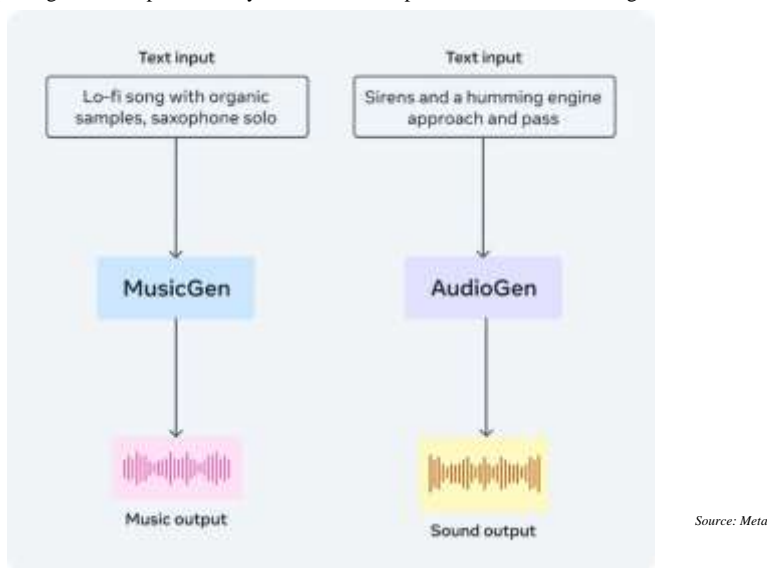 Text input
Lo-fi song with organic
samples, saxophone solo
MusicGen
Music output
Text input
Sirens and a humming engine
approach and pass
AudioGen
Sound output
Source: Meta